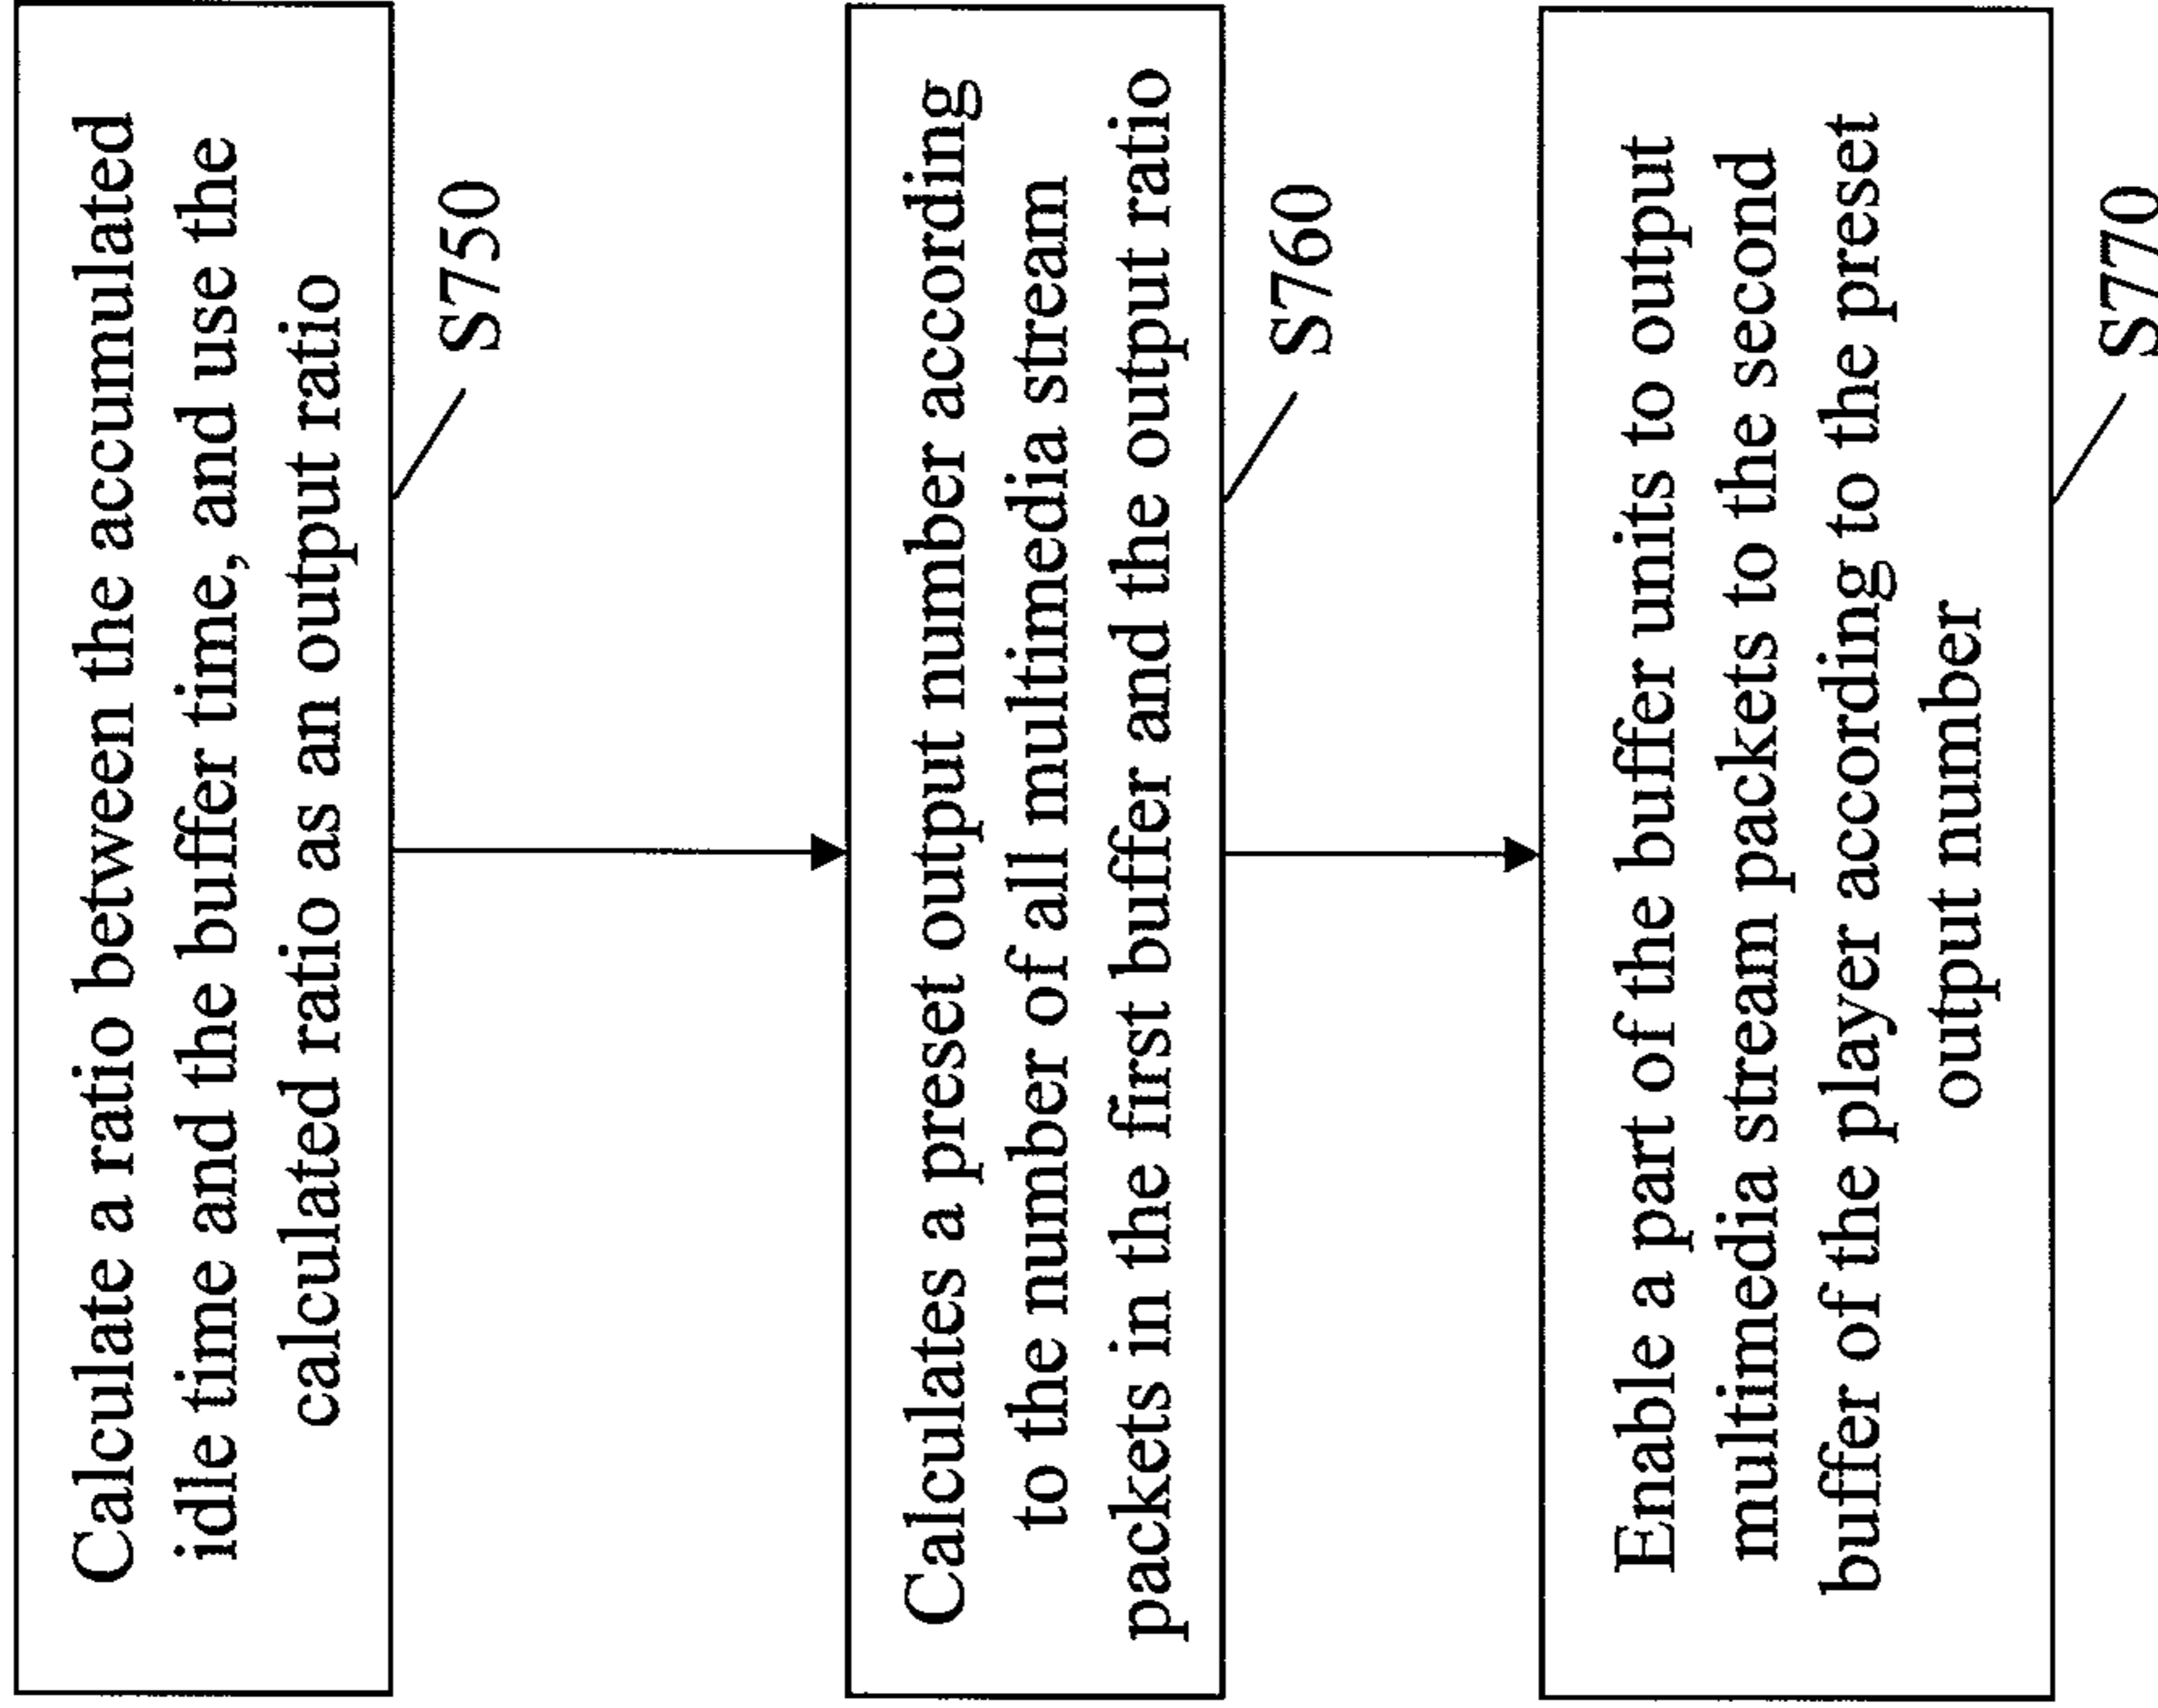 Calculate a ratio between the accumulated
idle time and the buffer time, and use the
calculated ratio as an output ratio
S750
Calculates a preset output number according
to the number of all multimedia stream
packets in the first buffer and the output ratio
S760
Enable a part of the buffer units to output
multimedia stream packets to the second
buffer of the player according to the preset
output number
S770